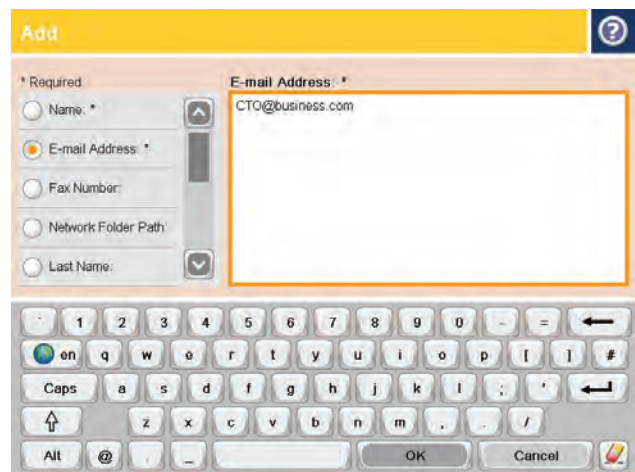 Add
?
* Required
E-mail Address: *
Name: *
CTO@business.com
E-mail Address: *
Fax Number:
Network Folder Path:
Last Name:
` 1 2 3 4 5 6 7 8 9 0 - =
en q w e r t y u i o p [ ] #
Caps a s d f g h j k l ; '
z x c v b n m , . /
Alt @ . _ OK Cancel